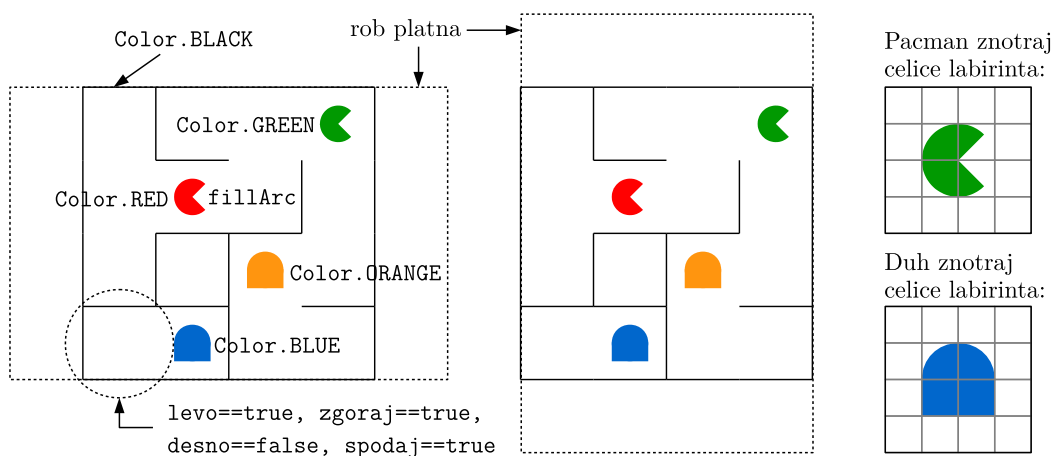 Color.BLACK
rob platna
Color.GREEN
Color.RED
fillArc
Color.ORANGE
Color.BLUE
levo==true, zgoraj==true,
desno==false, spodaj==true
Pacman znotraj
celice labirinta:
Duh znotraj
celice labirinta: